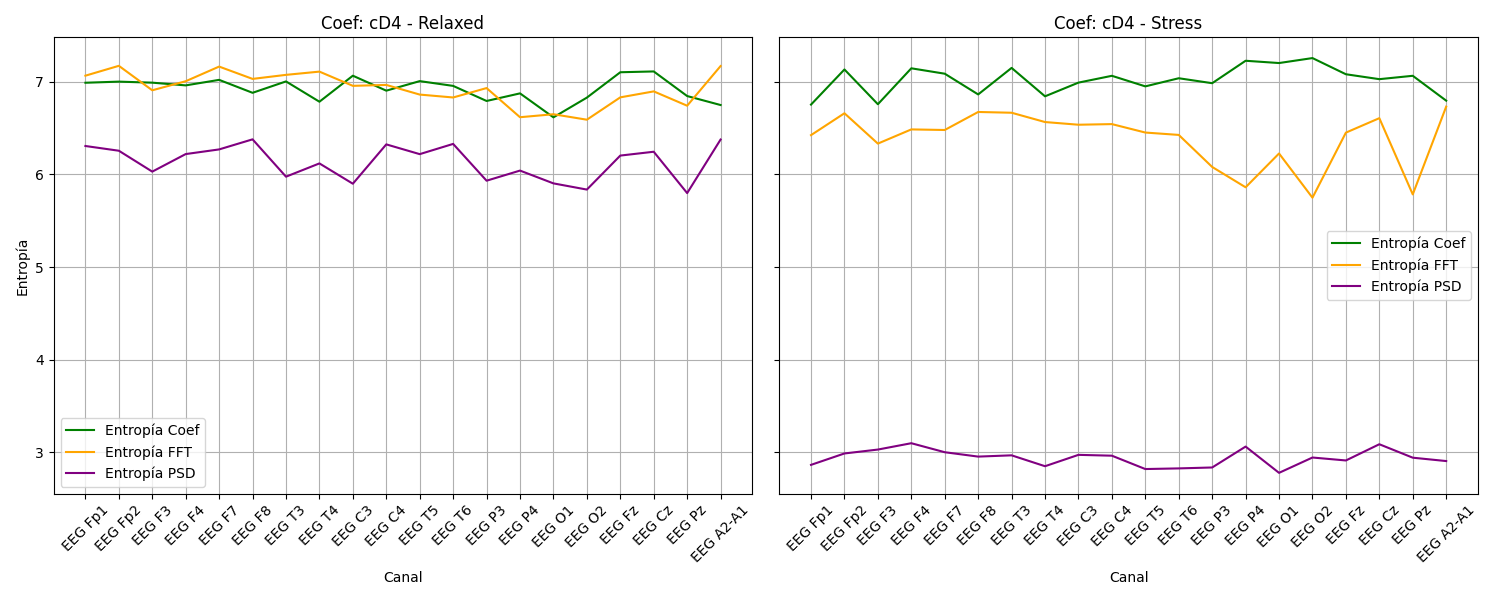 Coef: cD4 - Relaxed
Entropía
7
6
5
4
3
Entropía Coef
Entropía FFT
Entropía PSD
EEG Fp1
EEG Fp2
EEG F3
EEG F4
EEG F7
EEG F8
EEG T3
EEG T4
EEG C3
EEG C4
EEG T5
EEG T6
EEG P3
EEG P4
EEG O1
EEG O2
EEG Fz
EEG Cz
EEG Pz
EEG A2-A1
Canal
Coef: cD4 - Stress
Entropía Coef
Entropía FFT
Entropía PSD
EEG Fp1
EEG Fp2
EEG F3
EEG F4
EEG F7
EEG F8
EEG T3
EEG T4
EEG C3
EEG C4
EEG T5
EEG T6
EEG P3
EEG P4
EEG O1
EEG O2
EEG Fz
EEG Cz
EEG Pz
EEG A2-A1
Canal